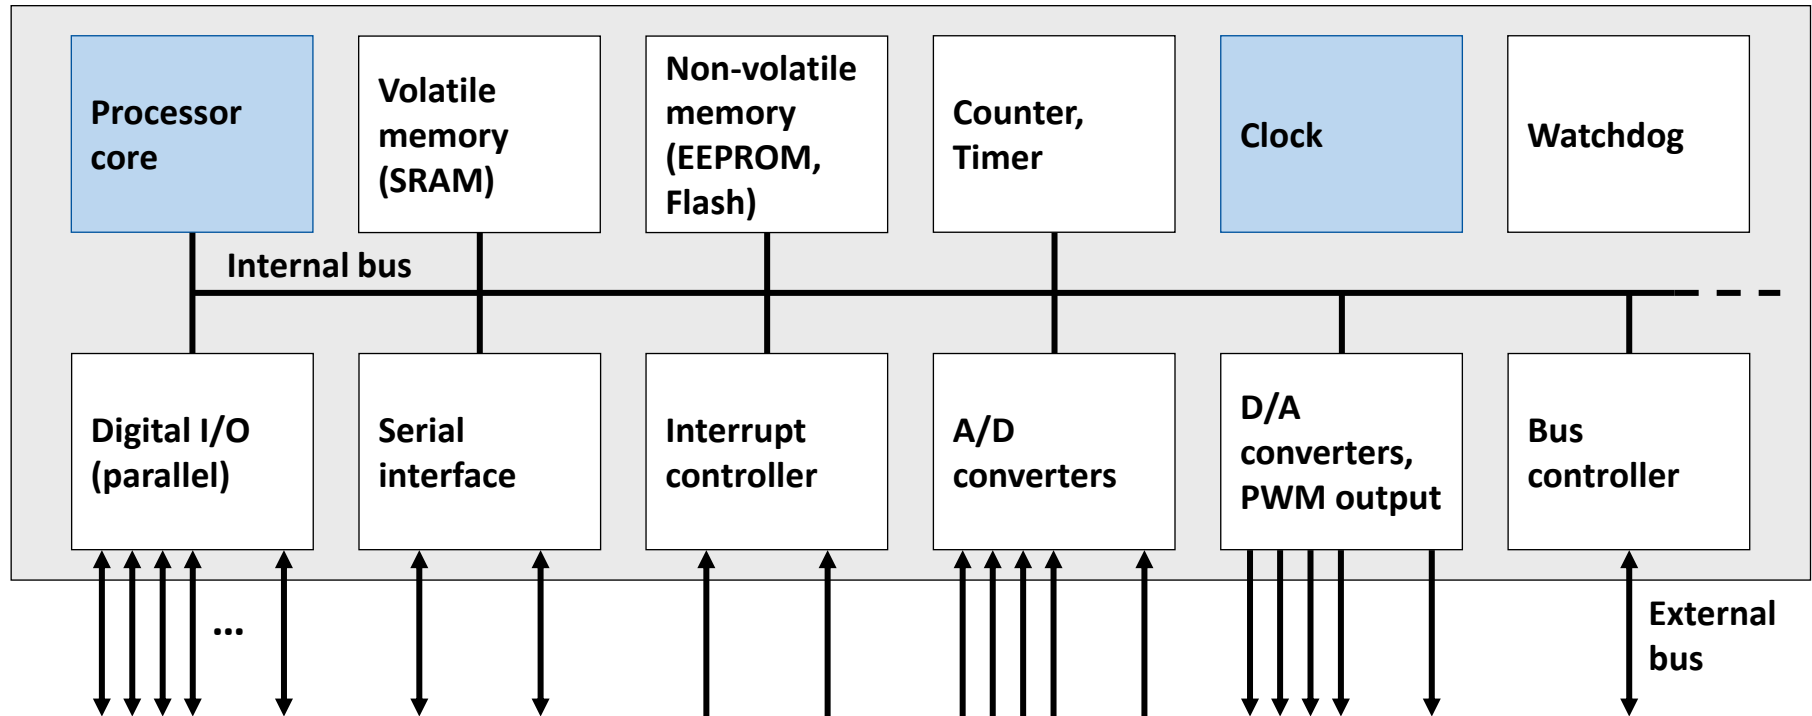 Processor
core
Volatile
memory
(SRAM)
Non-volatile
memory
(EEPROM,
Flash)
Counter,
Timer
Clock
Watchdog
Internal bus
Digital I/O
(parallel)
Serial
interface
Interrupt
controller
A/D
converters
D/A
converters,
PWM output
Bus
controller
...
External
bus